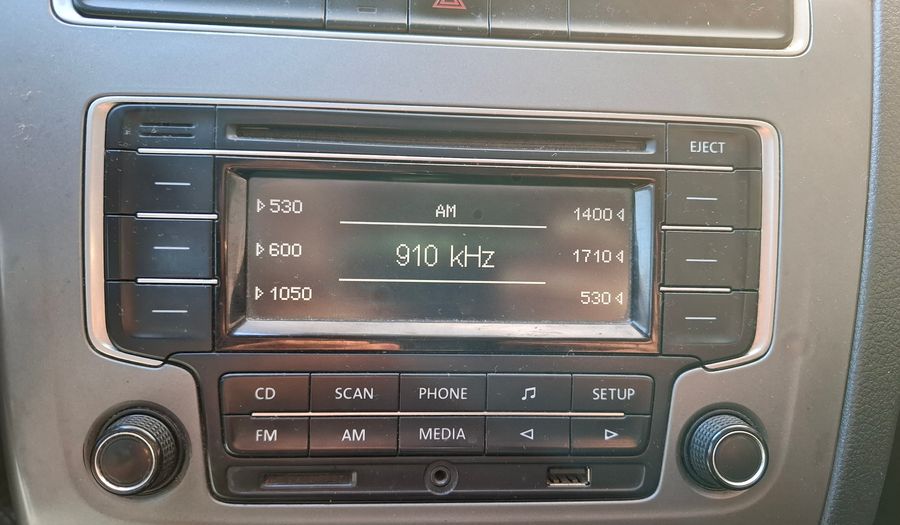 EJECT
530 AM 1400
600 910 kHz 1710
1050 530
CD SCAN PHONE SETUP
FM AM MEDIA